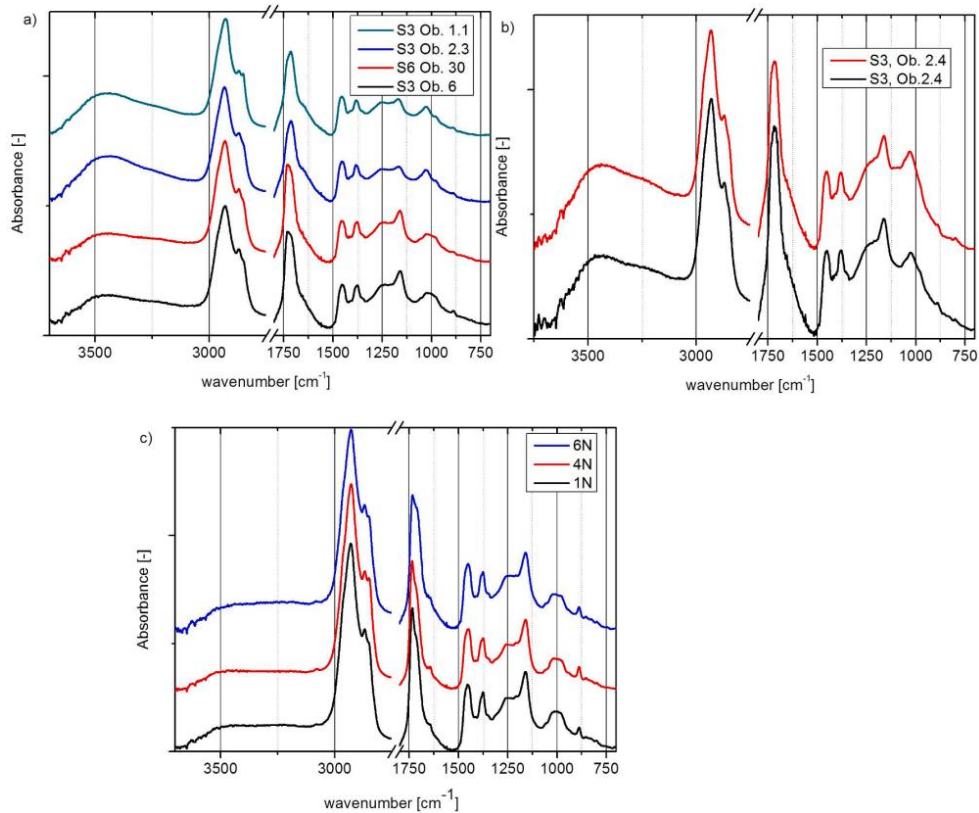 a)
S3 Ob. 1.1
S3 Ob. 2.3
S6 Ob. 30
S3 Ob. 6
Absorbance [-]
3500 3000 1750 1500 1250 1000 750
wavenumber [cm-1]
b)
S3, Ob. 2.4
S3, Ob.2.4
Absorbance [-]
3500 3000 1750 1500 1250 1000 750
wavenumber [cm-1]
c)
6N
4N
1N
Absorbance [-]
3500 3000 1750 1500 1250 1000 750
wavenumber [cm-1]